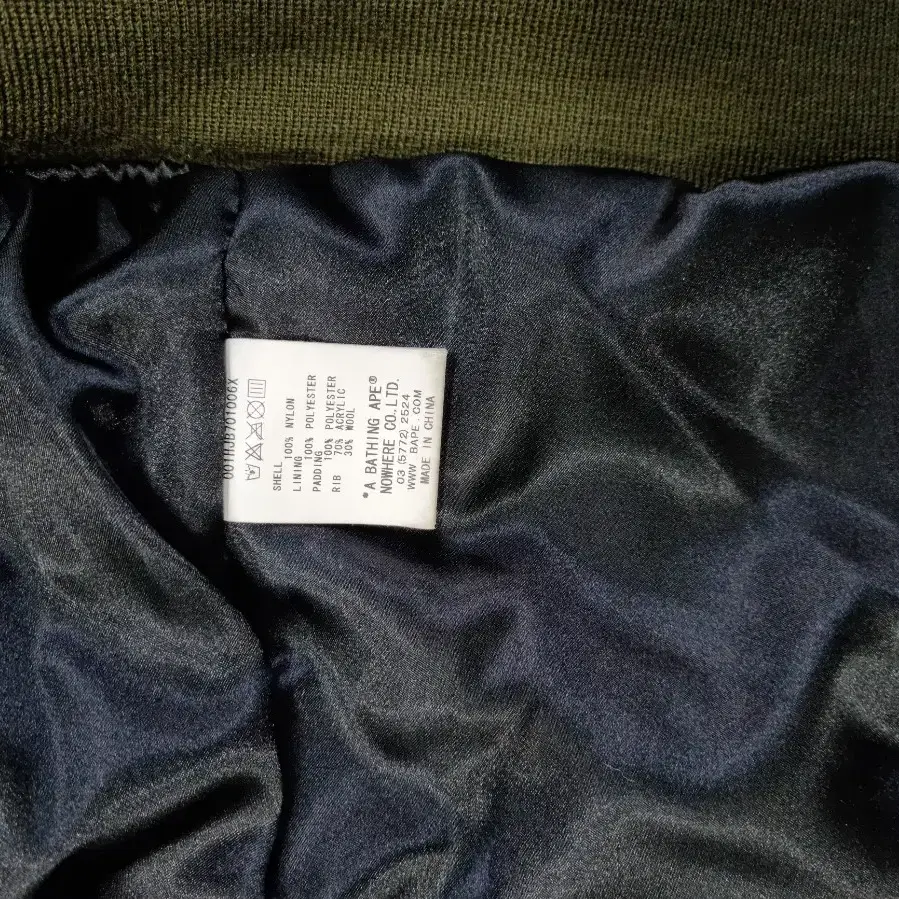 001HJB701006X
SHELL 100% NYLON
LINING 100% POLYESTER
PADDING 100% POLYESTER
RIB 70% ACRYLIC
30% WOOL
*A BATHING APE®
NOWHERE CO. LTD.
03 (5772) 2524
WWW. BAPE. COM
MADE IN CHINA